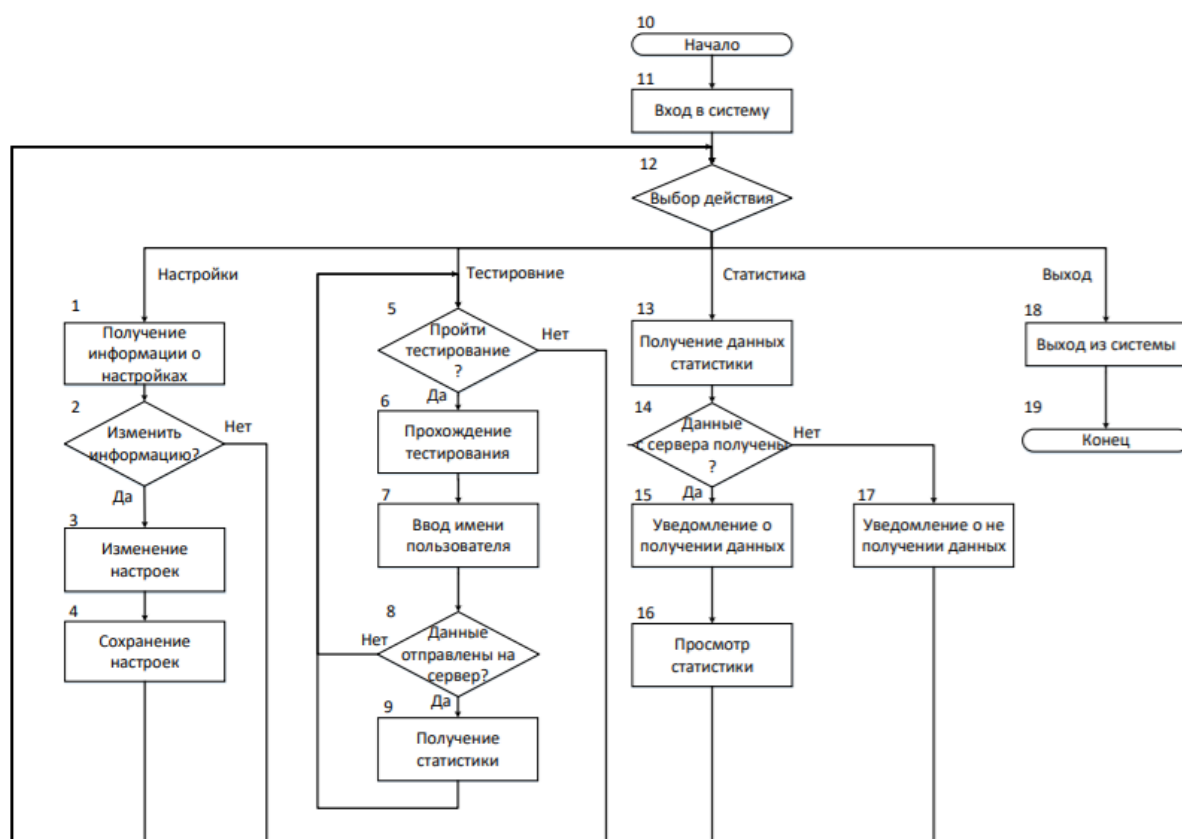 10
Начало
11
Вход в систему
12
Выбор действия
Настройки
1
Получение
информации о
настройках
2
Изменить
информацию?
Нет
Да
3
Изменение
настроек
4
Сохранение
настроек
Тестировние
5
Пройти
тестирование
?
Нет
Да
6
Прохождение
тестирования
7
Ввод имени
пользователя
8
Данные
отправлены на
сервер?
Нет
Да
9
Получение
статистики
Статистика
13
Получение данных
статистики
14
Данные
с сервера получены
?
Нет
Да
15
Уведомление о
получении данных
16
Просмотр
статистики
17
Уведомление о не
получении данных
Выход
18
Выход из системы
19
Конец